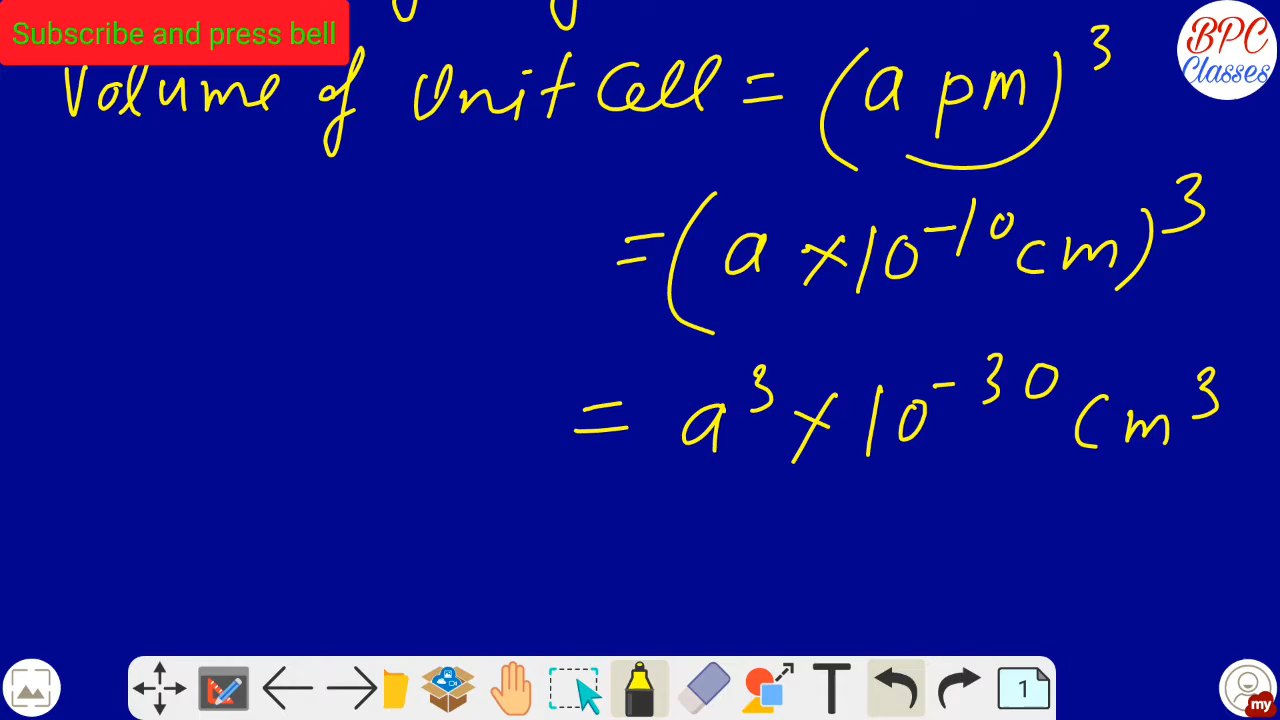 Subscribe and press bell
BPC
Classes
Volume of Unit Cell = (a pm)³
= (a × 10⁻¹⁰ cm)³
= a³ × 10⁻³⁰ cm³
T
1
my